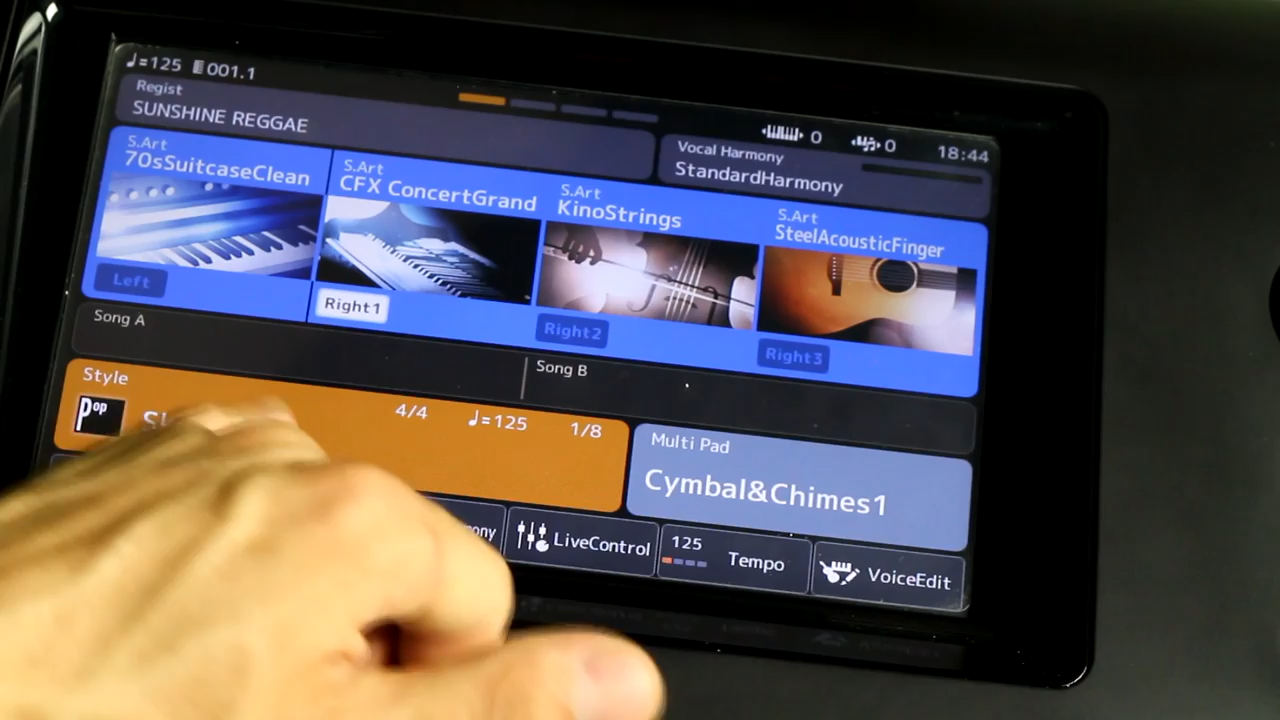 ♩=125 001.1
Regist
SUNSHINE REGGAE
0 0 18:44
Vocal Harmony
StandardHarmony
S.Art
70sSuitcaseClean
Left
S.Art
CFX ConcertGrand
Right1
S.Art
KinoStrings
Right2
S.Art
SteelAcousticFinger
Right3
Song A
Song B
Style
Pop
4/4 ♩=125 1/8
Multi Pad
Cymbal&Chimes1
LiveControl
125
Tempo
VoiceEdit